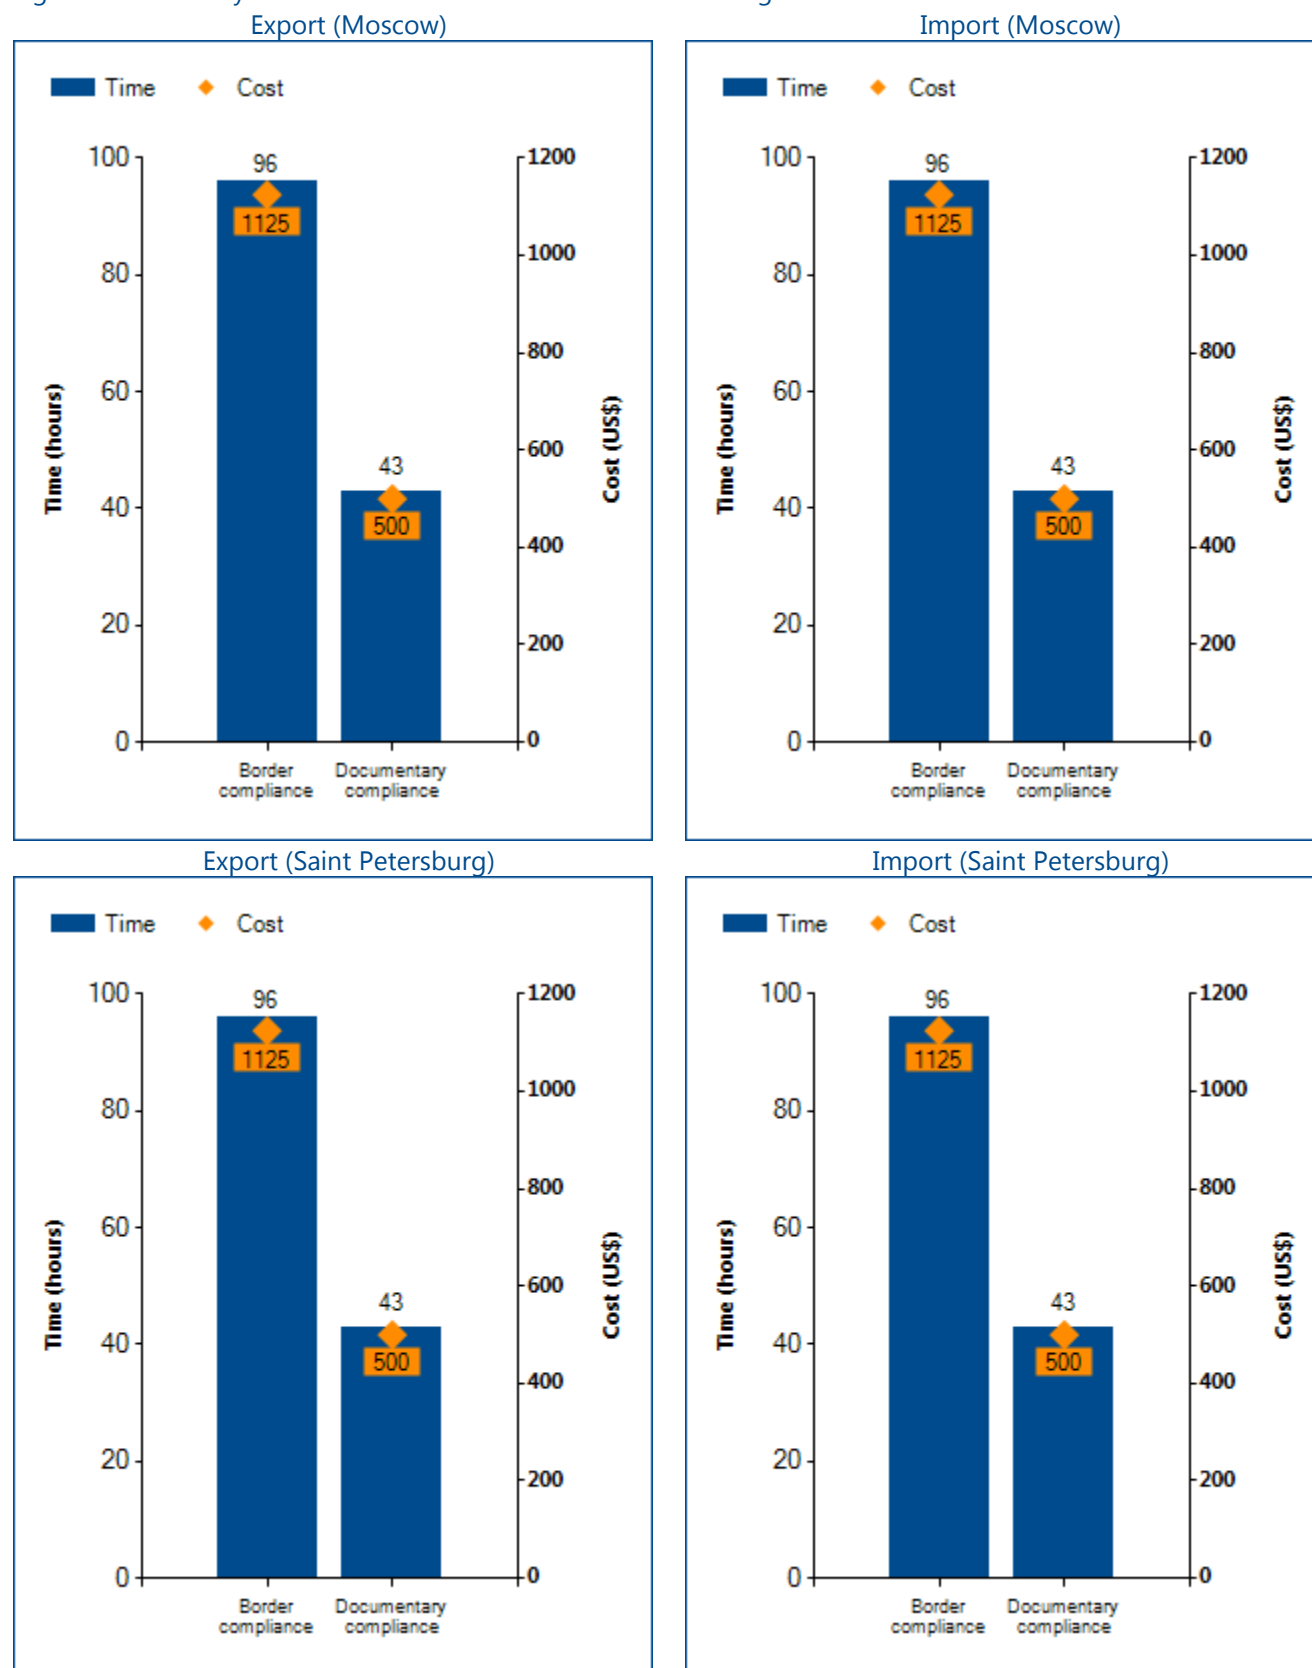 Export (Moscow)
Time Cost
100
80
60
40
20
0
Time (hours)
96
1125
43
500
1200
1000
800
600
400
200
0
Cost (US$)
Border compliance
Documentary compliance
Import (Moscow)
Time Cost
100
80
60
40
20
0
Time (hours)
96
1125
43
500
1200
1000
800
600
400
200
0
Cost (US$)
Border compliance
Documentary compliance
Export (Saint Petersburg)
Time Cost
100
80
60
40
20
0
Time (hours)
96
1125
43
500
1200
1000
800
600
400
200
0
Cost (US$)
Border compliance
Documentary compliance
Import (Saint Petersburg)
Time Cost
100
80
60
40
20
0
Time (hours)
96
1125
43
500
1200
1000
800
600
400
200
0
Cost (US$)
Border compliance
Documentary compliance